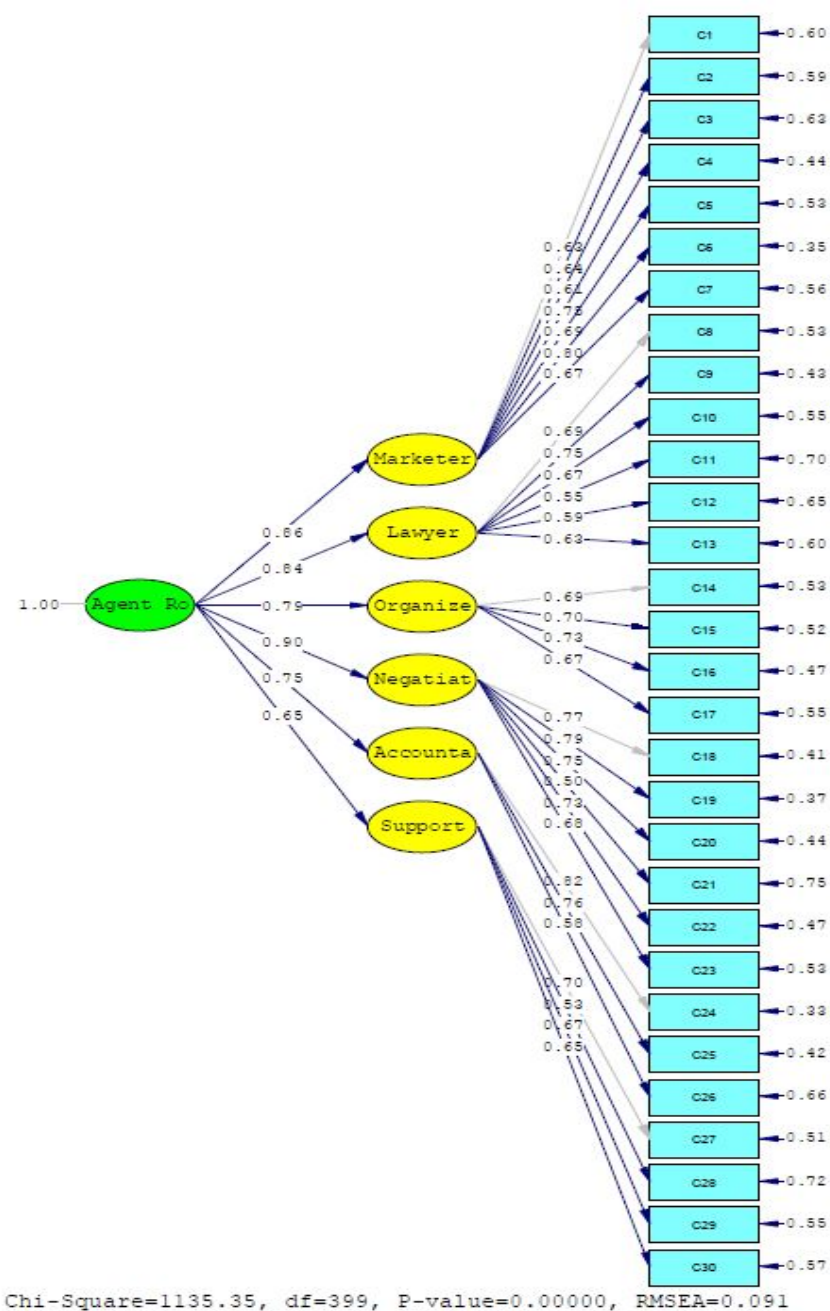 C1 0.60
C2 0.59
C3 0.63
C4 0.44
C5 0.53
C6 0.35
C7 0.56
C8 0.53
C9 0.43
C10 0.55
C11 0.70
C12 0.65
C13 0.60
C14 0.53
C15 0.52
C16 0.47
C17 0.55
C18 0.41
C19 0.37
C20 0.44
C21 0.75
C22 0.47
C23 0.53
C24 0.33
C25 0.42
C26 0.66
C27 0.51
C28 0.72
C29 0.55
C30 0.57
0.63
0.64
0.61
0.75
0.69
0.80
0.67
0.69
0.75
0.67
0.55
0.59
0.63
0.69
0.70
0.73
0.67
0.77
0.79
0.75
0.50
0.73
0.68
0.82
0.76
0.58
0.70
0.53
0.67
0.65
Marketer
Lawyer
Organize
Negatiat
Accounta
Support
0.86
0.84
0.79
0.90
0.75
0.65
1.00 Agent Ro
Chi-Square=1135.35, df=399, P-value=0.00000, RMSEA=0.091